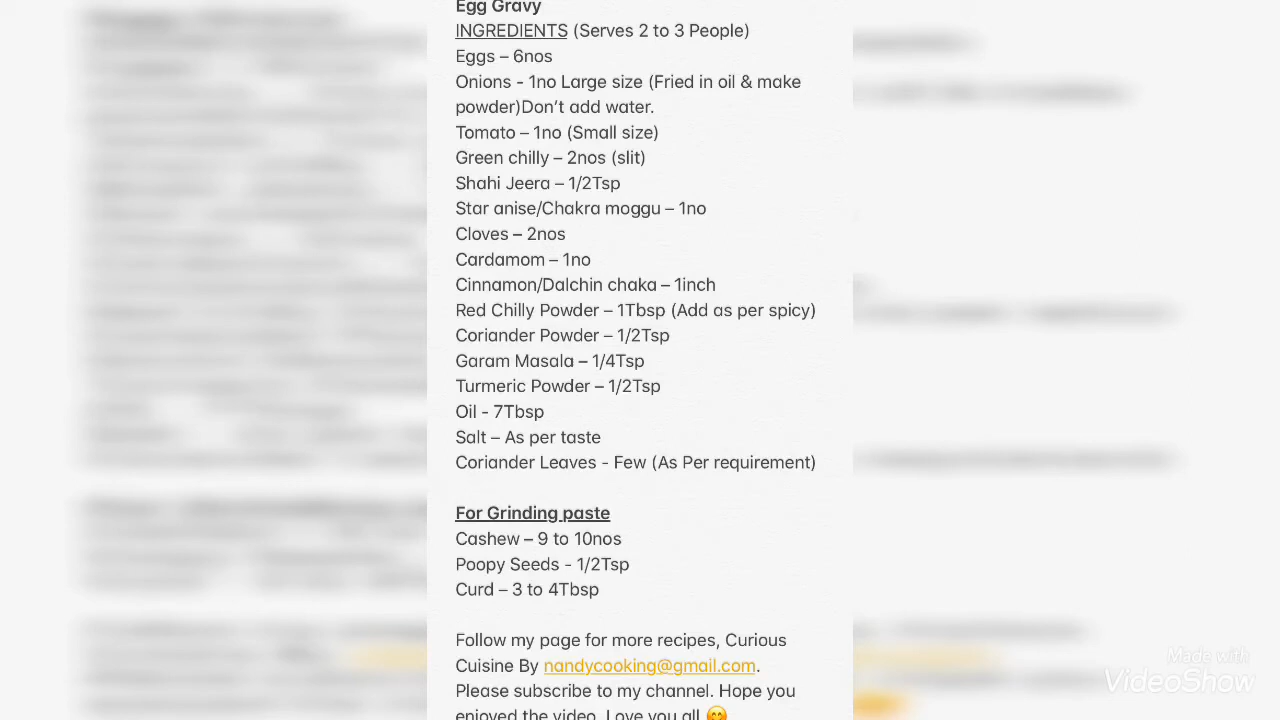 Egg Gravy
INGREDIENTS (Serves 2 to 3 People)
Eggs – 6nos
Onions - 1no Large size (Fried in oil & make
powder)Don’t add water.
Tomato – 1no (Small size)
Green chilly – 2nos (slit)
Shahi Jeera – 1/2Tsp
Star anise/Chakra moggu – 1no
Cloves – 2nos
Cardamom – 1no
Cinnamon/Dalchin chaka – 1inch
Red Chilly Powder – 1Tbsp (Add as per spicy)
Coriander Powder – 1/2Tsp
Garam Masala – 1/4Tsp
Turmeric Powder – 1/2Tsp
Oil - 7Tbsp
Salt – As per taste
Coriander Leaves - Few (As Per requirement)
For Grinding paste
Cashew – 9 to 10nos
Poopy Seeds - 1/2Tsp
Curd – 3 to 4Tbsp
Follow my page for more recipes, Curious
Cuisine By nandycooking@gmail.com.
Please subscribe to my channel. Hope you
enjoyed the video. Love you all 😋
Made with
VideoShow